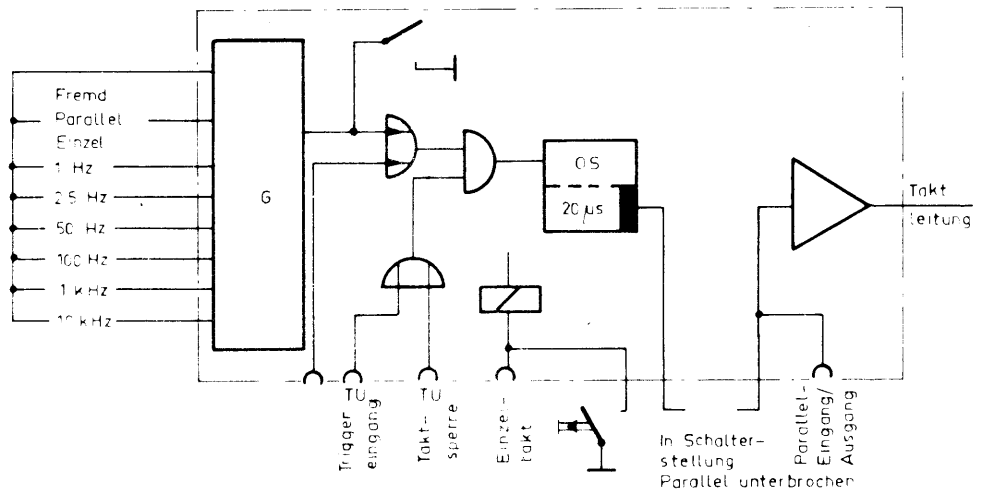 Fremd
Parallel
Einzel
1 Hz
2.5 Hz
50 Hz
100 Hz
1 kHz
10 kHz
G
OS
20 µs
Takt
leitung
TU
Trigger
eingang
TU
Takt-
sperre
Einzel-
takt
In Schalter-
stellung
Parallel unterbrochen
Parallel-
Eingang/
Ausgang